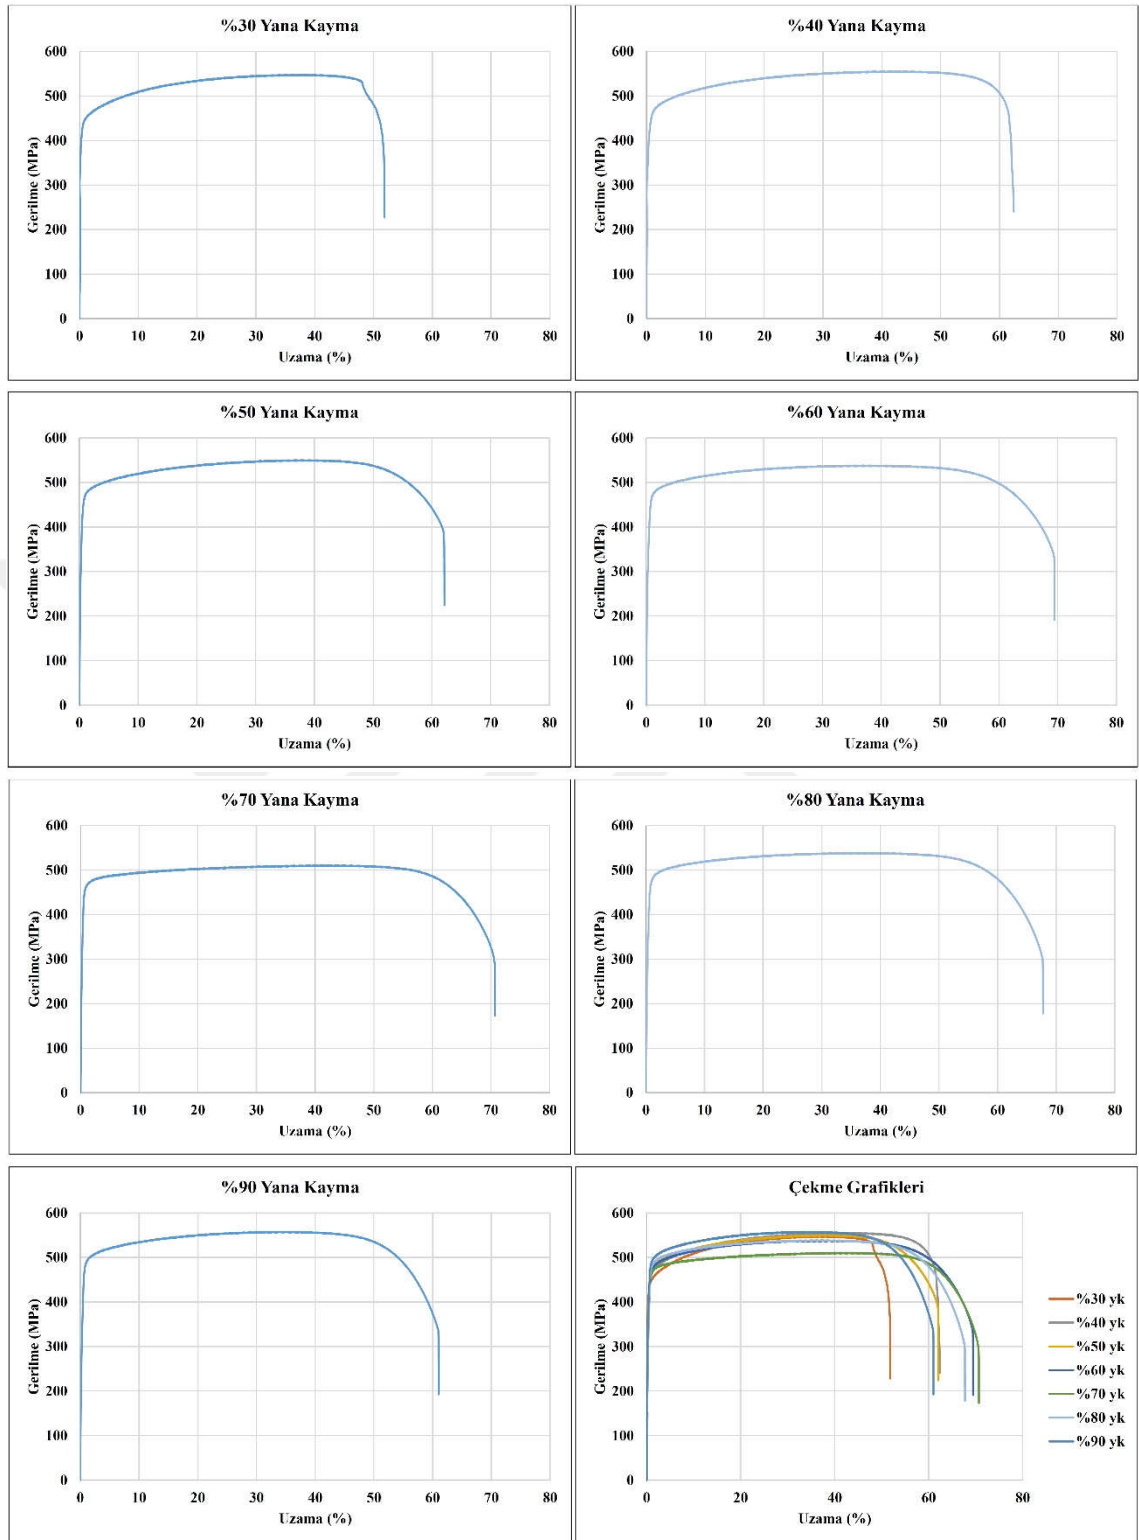 %30 Yana Kayma
600
500
400
300
200
100
0
Gerilme (MPa)
0 10 20 30 40 50 60 70 80
Uzama (%)
%40 Yana Kayma
600
500
400
300
200
100
0
Gerilme (MPa)
0 10 20 30 40 50 60 70 80
Uzama (%)
%50 Yana Kayma
600
500
400
300
200
100
0
Gerilme (MPa)
0 10 20 30 40 50 60 70 80
Uzama (%)
%60 Yana Kayma
600
500
400
300
200
100
0
Gerilme (MPa)
0 10 20 30 40 50 60 70 80
Uzama (%)
%70 Yana Kayma
600
500
400
300
200
100
0
Gerilme (MPa)
0 10 20 30 40 50 60 70 80
Uzama (%)
%80 Yana Kayma
600
500
400
300
200
100
0
Gerilme (MPa)
0 10 20 30 40 50 60 70 80
Uzama (%)
%90 Yana Kayma
600
500
400
300
200
100
0
Gerilme (MPa)
0 10 20 30 40 50 60 70 80
Uzama (%)
Çekme Grafikleri
600
500
400
300
200
100
0
Gerilme (MPa)
0 20 40 60 80
Uzama (%)
%30 yk
%40 yk
%50 yk
%60 yk
%70 yk
%80 yk
%90 yk